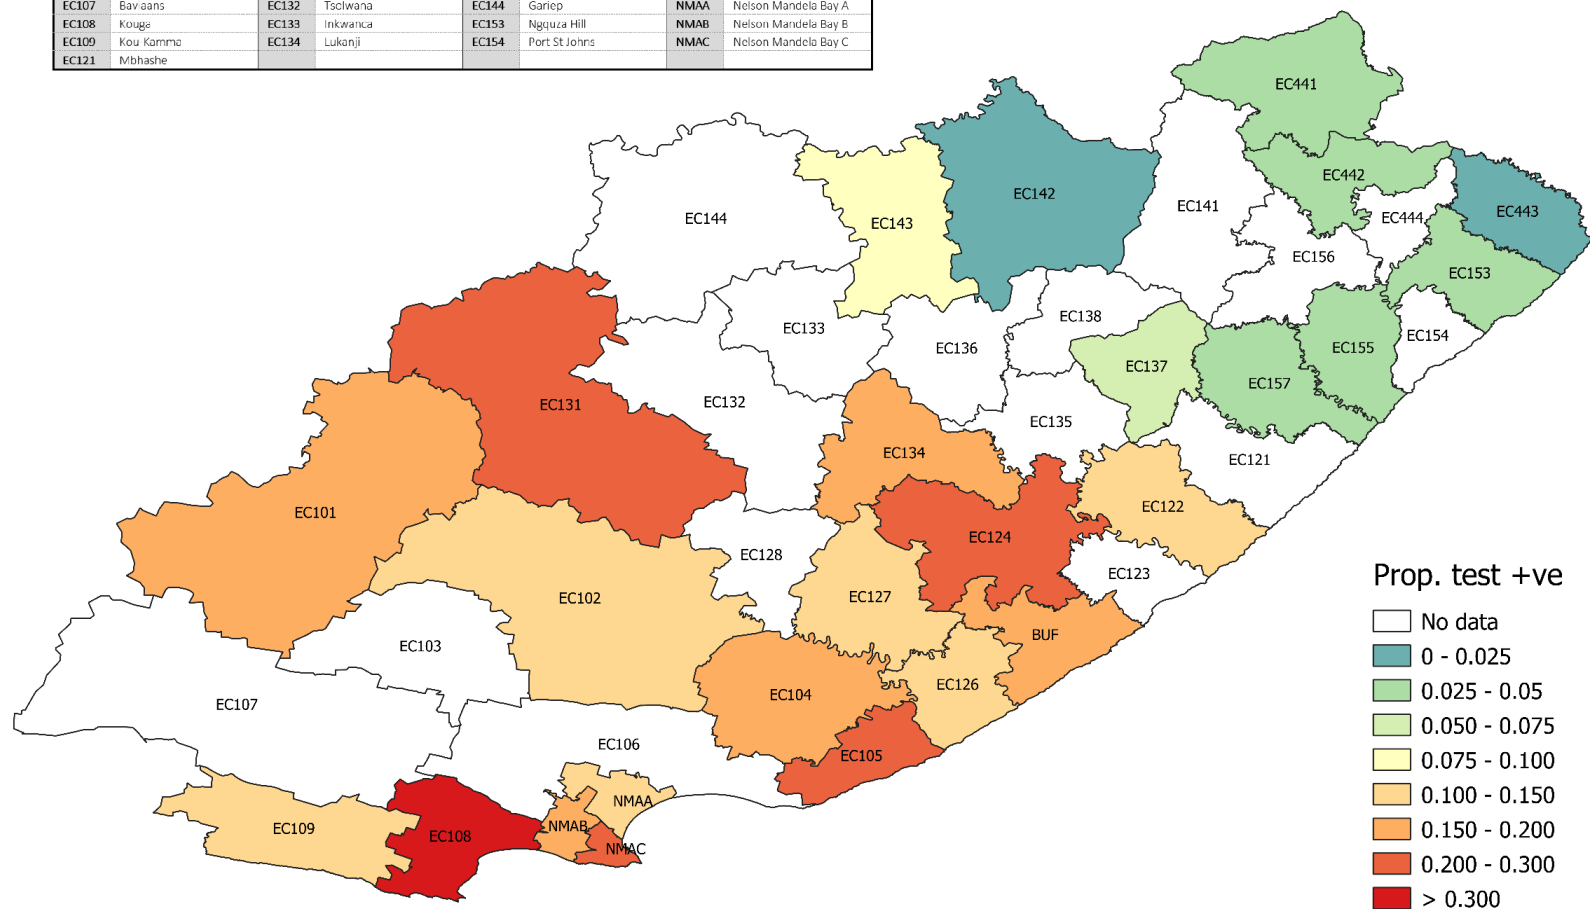 EC107 Baviaans EC132 Tsolwana EC144 Gariep NMAA Nelson Mandela Bay A
EC108 Kouga EC133 Inkwanca EC153 Ngquza Hill NMAB Nelson Mandela Bay B
EC109 Kou Kamma EC134 Lukanji EC154 Port St Johns NMAC Nelson Mandela Bay C
EC121 Mbhashe
EC441
EC442
EC142
EC443
EC141
EC444
EC144
EC143
EC156
EC153
EC138
EC133
EC154
EC136
EC155
EC137
EC157
EC132
EC131
EC135
EC134
EC121
EC122
EC101
EC124
EC128
EC123
EC102
EC127
BUF
EC103
EC126
EC104
EC107
EC106
EC105
NMAA
NMAB
EC109
EC108
NMAC
Prop. test +ve
No data
0 - 0.025
0.025 - 0.05
0.050 - 0.075
0.075 - 0.100
0.100 - 0.150
0.150 - 0.200
0.200 - 0.300
> 0.300